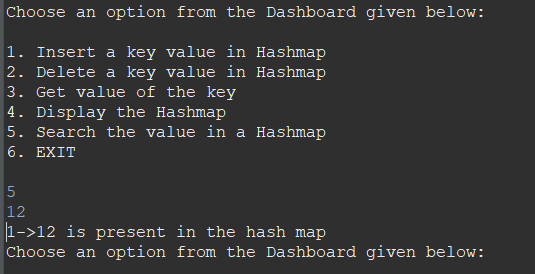 Choose an option from the Dashboard given below:
1. Insert a key value in Hashmap
2. Delete a key value in Hashmap
3. Get value of the key
4. Display the Hashmap
5. Search the value in a Hashmap
6. EXIT
5
12
1->12 is present in the hash map
Choose an option from the Dashboard given below: